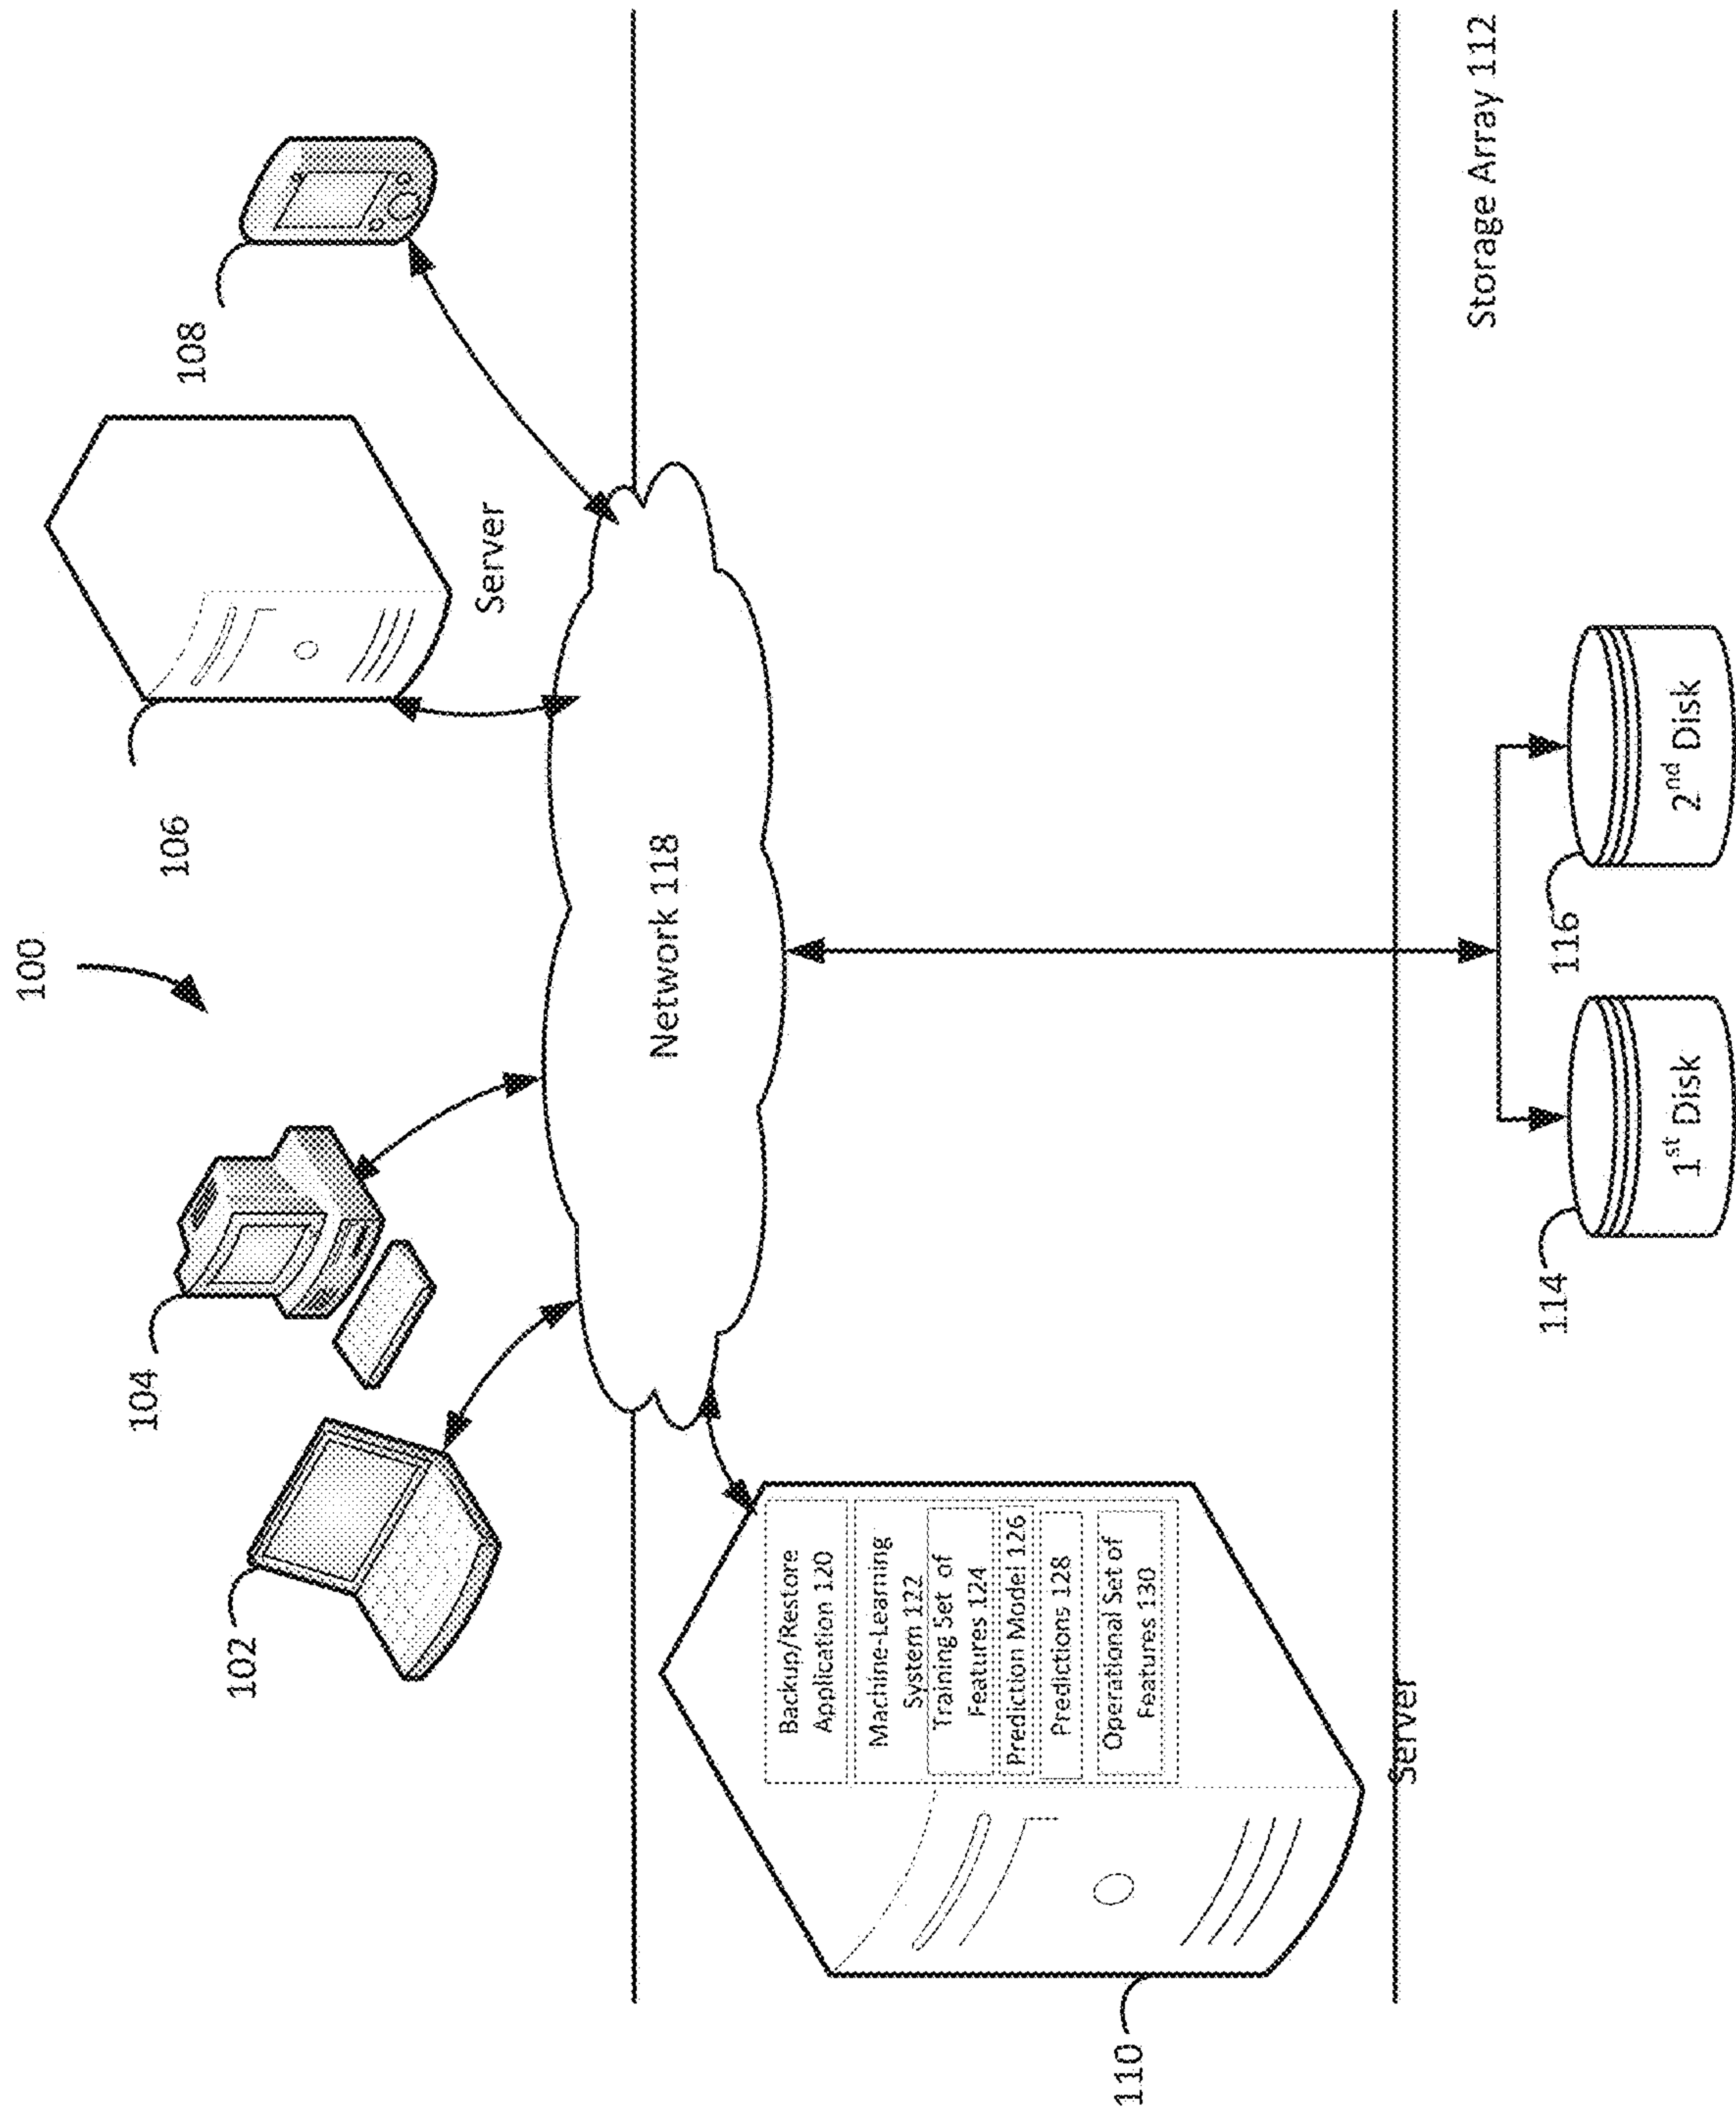 100
102
104
106
108
Server
Network 118
110
Backup/Restore
Application 120
Machine-Learning
System 122
Training Set of
Features 124
Prediction Model 126
Predictions 128
Operational Set of
Features 130
Server
Storage Array 112
114
1st Disk
116
2nd Disk